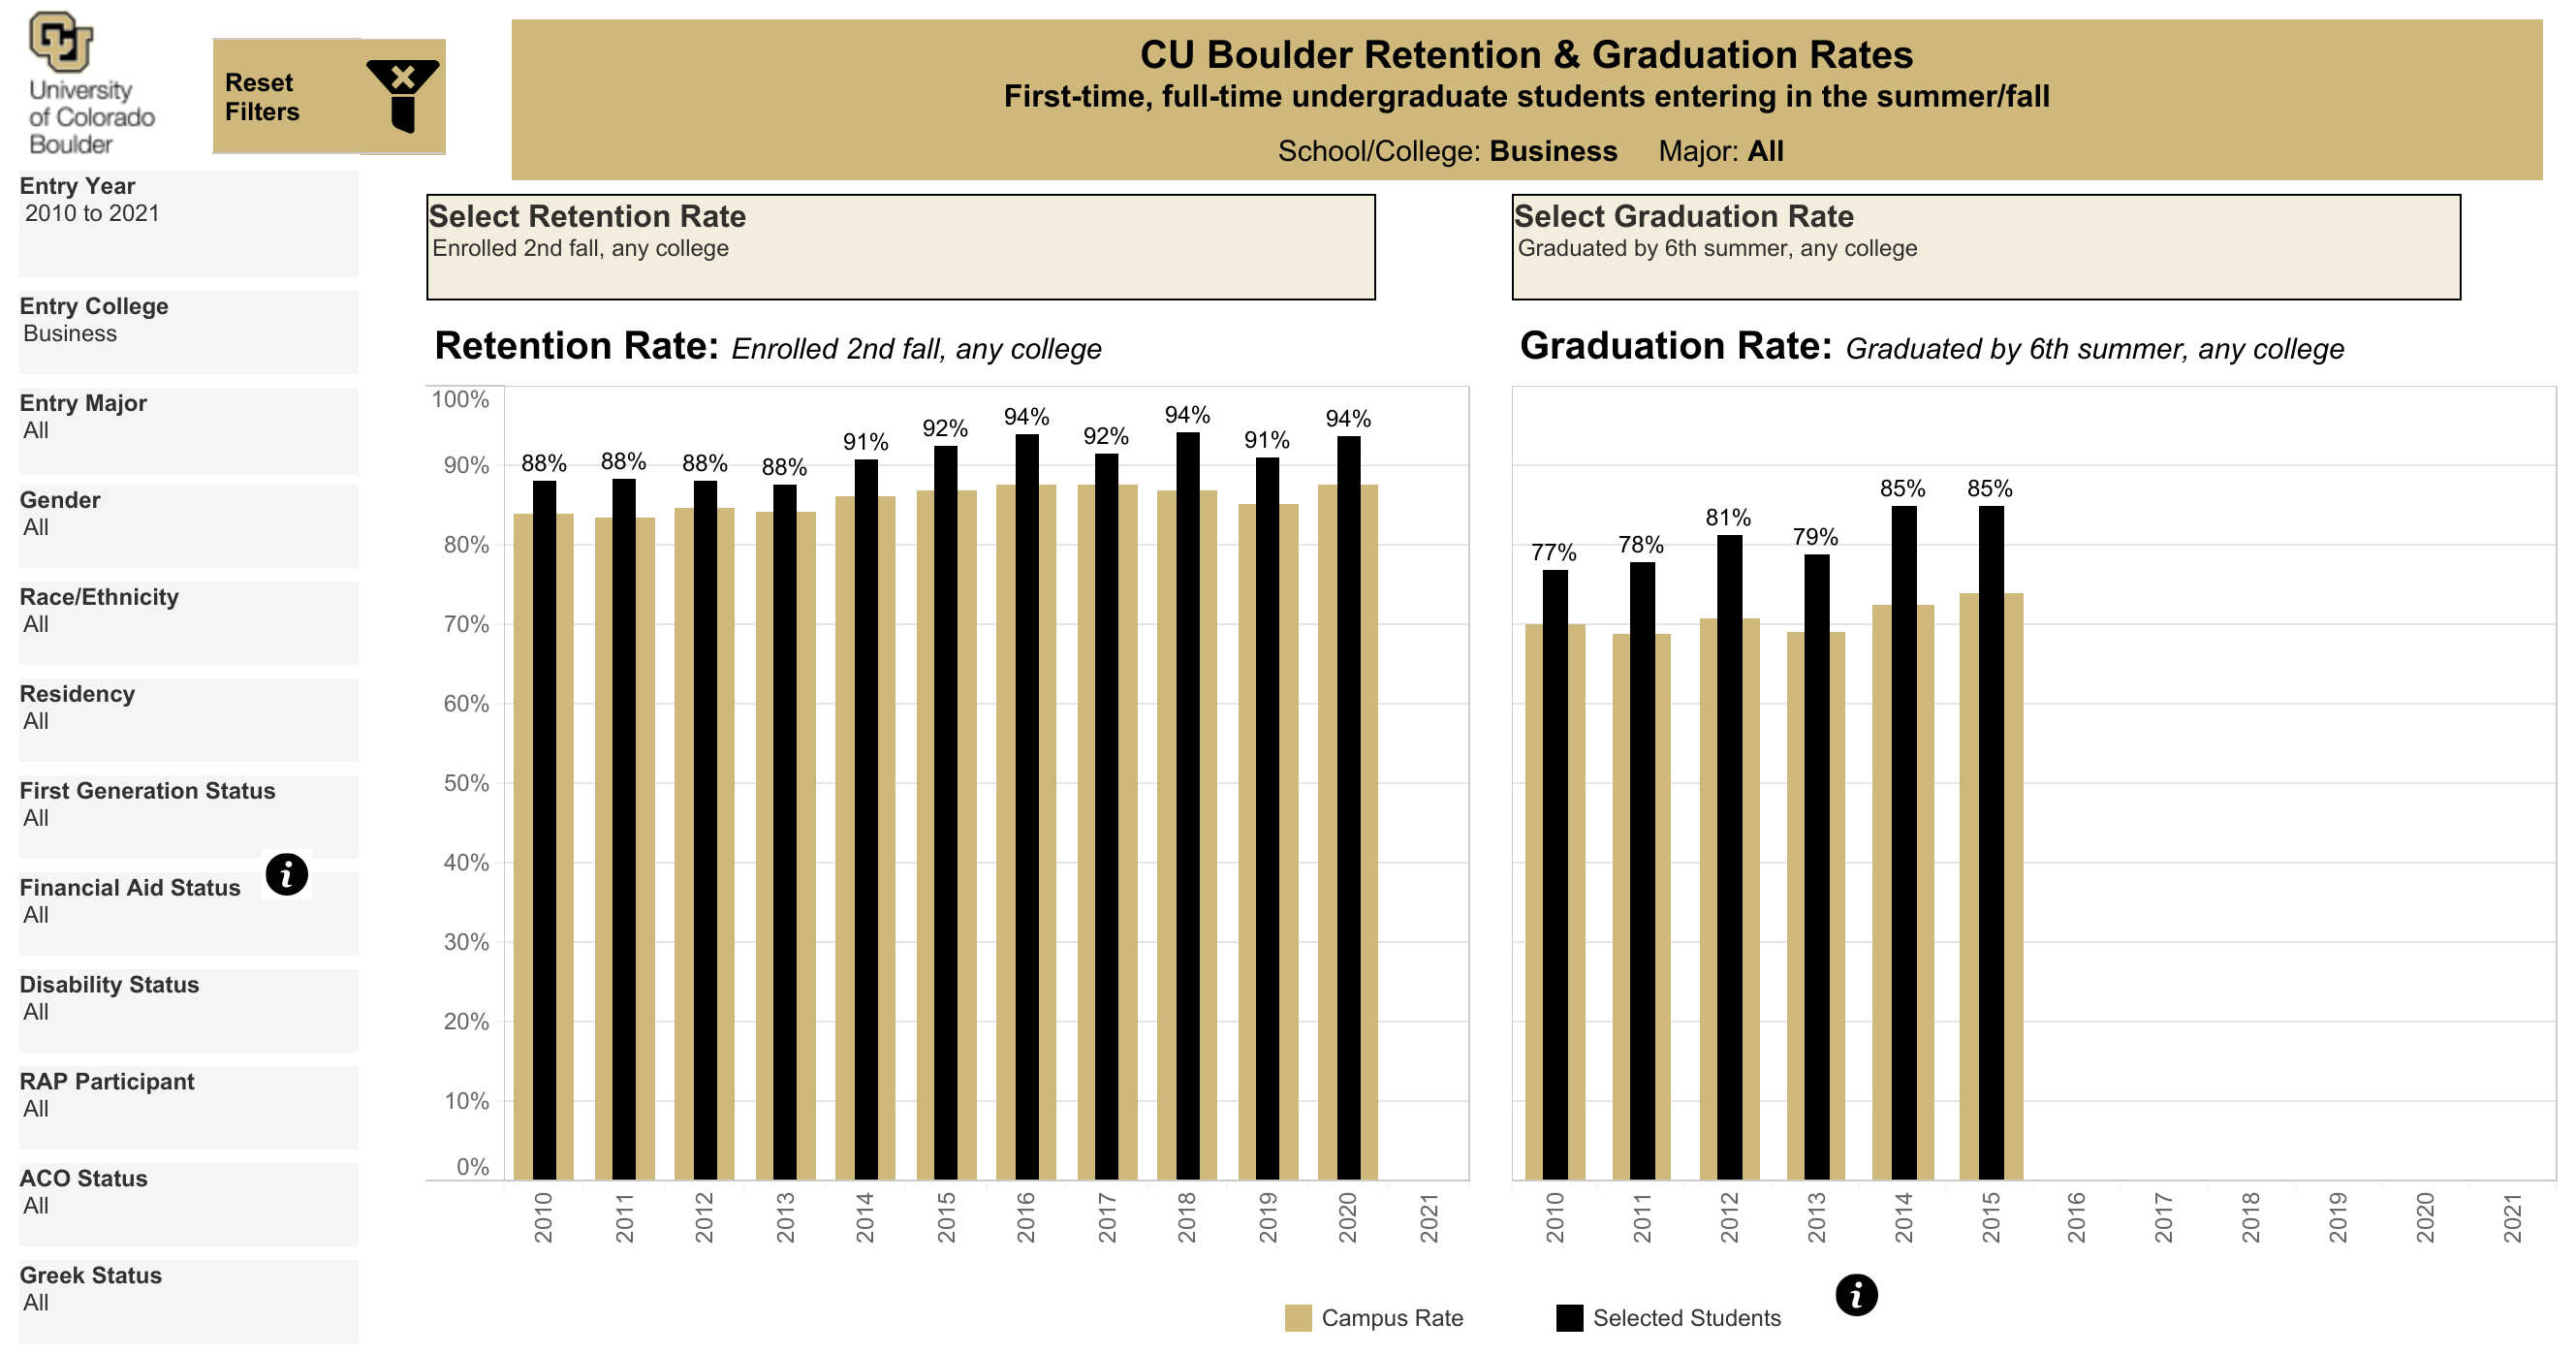 CU
University
of Colorado
Boulder
Reset
Filters
CU Boulder Retention & Graduation Rates
First-time, full-time undergraduate students entering in the summer/fall
School/College: Business Major: All
Entry Year
2010 to 2021
Entry College
Business
Entry Major
All
Gender
All
Race/Ethnicity
All
Residency
All
First Generation Status
All
i
Financial Aid Status
All
Disability Status
All
RAP Participant
All
ACO Status
All
Greek Status
All
Select Retention Rate
Enrolled 2nd fall, any college
Retention Rate: Enrolled 2nd fall, any college
100%
90%
80%
70%
60%
50%
40%
30%
20%
10%
0%
88% 88% 88% 88% 91% 92% 94% 92% 94% 91% 94%
2010 2011 2012 2013 2014 2015 2016 2017 2018 2019 2020 2021
Select Graduation Rate
Graduated by 6th summer, any college
Graduation Rate: Graduated by 6th summer, any college
77% 78% 81% 79% 85% 85%
2010 2011 2012 2013 2014 2015 2016 2017 2018 2019 2020 2021
Campus Rate Selected Students
i